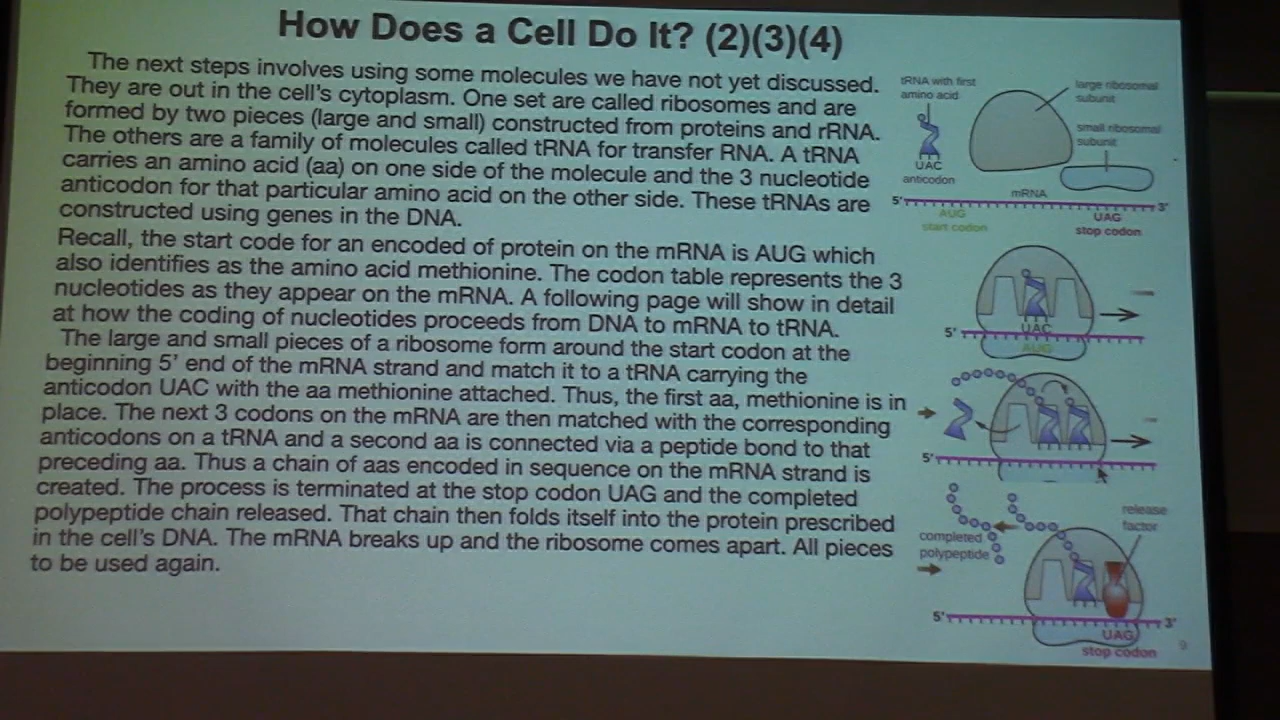 How Does a Cell Do It? (2)(3)(4)
The next steps involves using some molecules we have not yet discussed.
They are out in the cell's cytoplasm. One set are called ribosomes and are
formed by two pieces (large and small) constructed from proteins and rRNA.
The others are a family of molecules called tRNA for transfer RNA. A tRNA
carries an amino acid (aa) on one side of the molecule and the 3 nucleotide
anticodon for that particular amino acid on the other side. These tRNAs are
constructed using genes in the DNA.
Recall, the start code for an encoded of protein on the mRNA is AUG which
also identifies as the amino acid methionine. The codon table represents the 3
nucleotides as they appear on the mRNA. A following page will show in detail
at how the coding of nucleotides proceeds from DNA to mRNA to tRNA.
The large and small pieces of a ribosome form around the start codon at the
beginning 5' end of the mRNA strand and match it to a tRNA carrying the
anticodon UAC with the aa methionine attached. Thus, the first aa, methionine is in
place. The next 3 codons on the mRNA are then matched with the corresponding
anticodons on a tRNA and a second aa is connected via a peptide bond to that
preceding aa. Thus a chain of aas encoded in sequence on the mRNA strand is
created. The process is terminated at the stop codon UAG and the completed
polypeptide chain released. That chain then folds itself into the protein prescribed
in the cell's DNA. The mRNA breaks up and the ribosome comes apart. All pieces
to be used again.
tRNA with first
amino acid
large ribosomal
subunit
small ribosomal
subunit
UAC
anticodon
mRNA
5'
3'
AUG
start codon
UAG
stop codon
5'
UAC
AUG
5'
release
factor
completed
polypeptide
5'
3'
UAG
stop codon
9